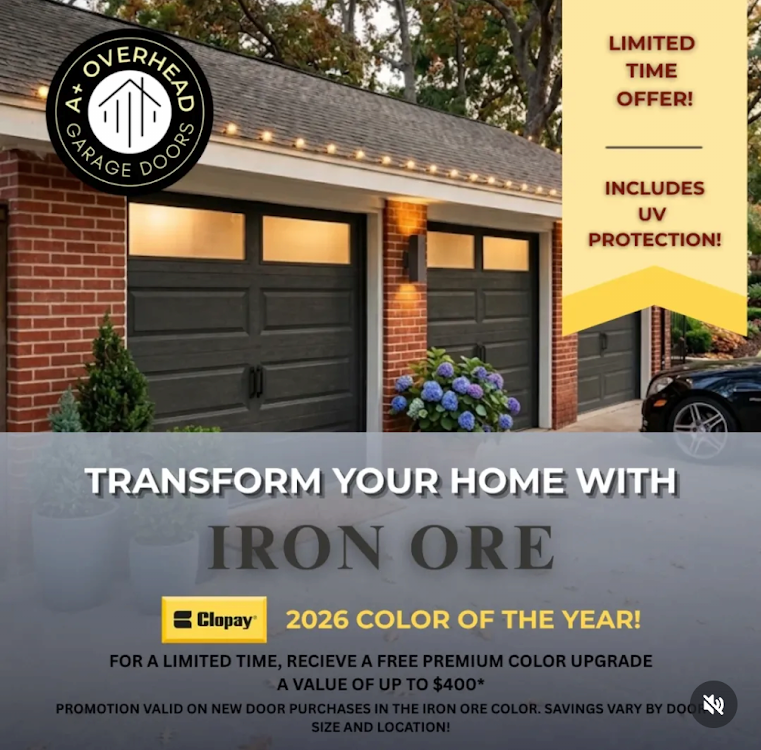 A+ OVERHEAD
GARAGE DOORS
LIMITED
TIME
OFFER!
INCLUDES
UV
PROTECTION!
TRANSFORM YOUR HOME WITH
IRON ORE
Clopay®
2026 COLOR OF THE YEAR!
FOR A LIMITED TIME, RECIEVE A FREE PREMIUM COLOR UPGRADE
A VALUE OF UP TO $400*
PROMOTION VALID ON NEW DOOR PURCHASES IN THE IRON ORE COLOR. SAVINGS VARY BY
SIZE AND LOCATION!